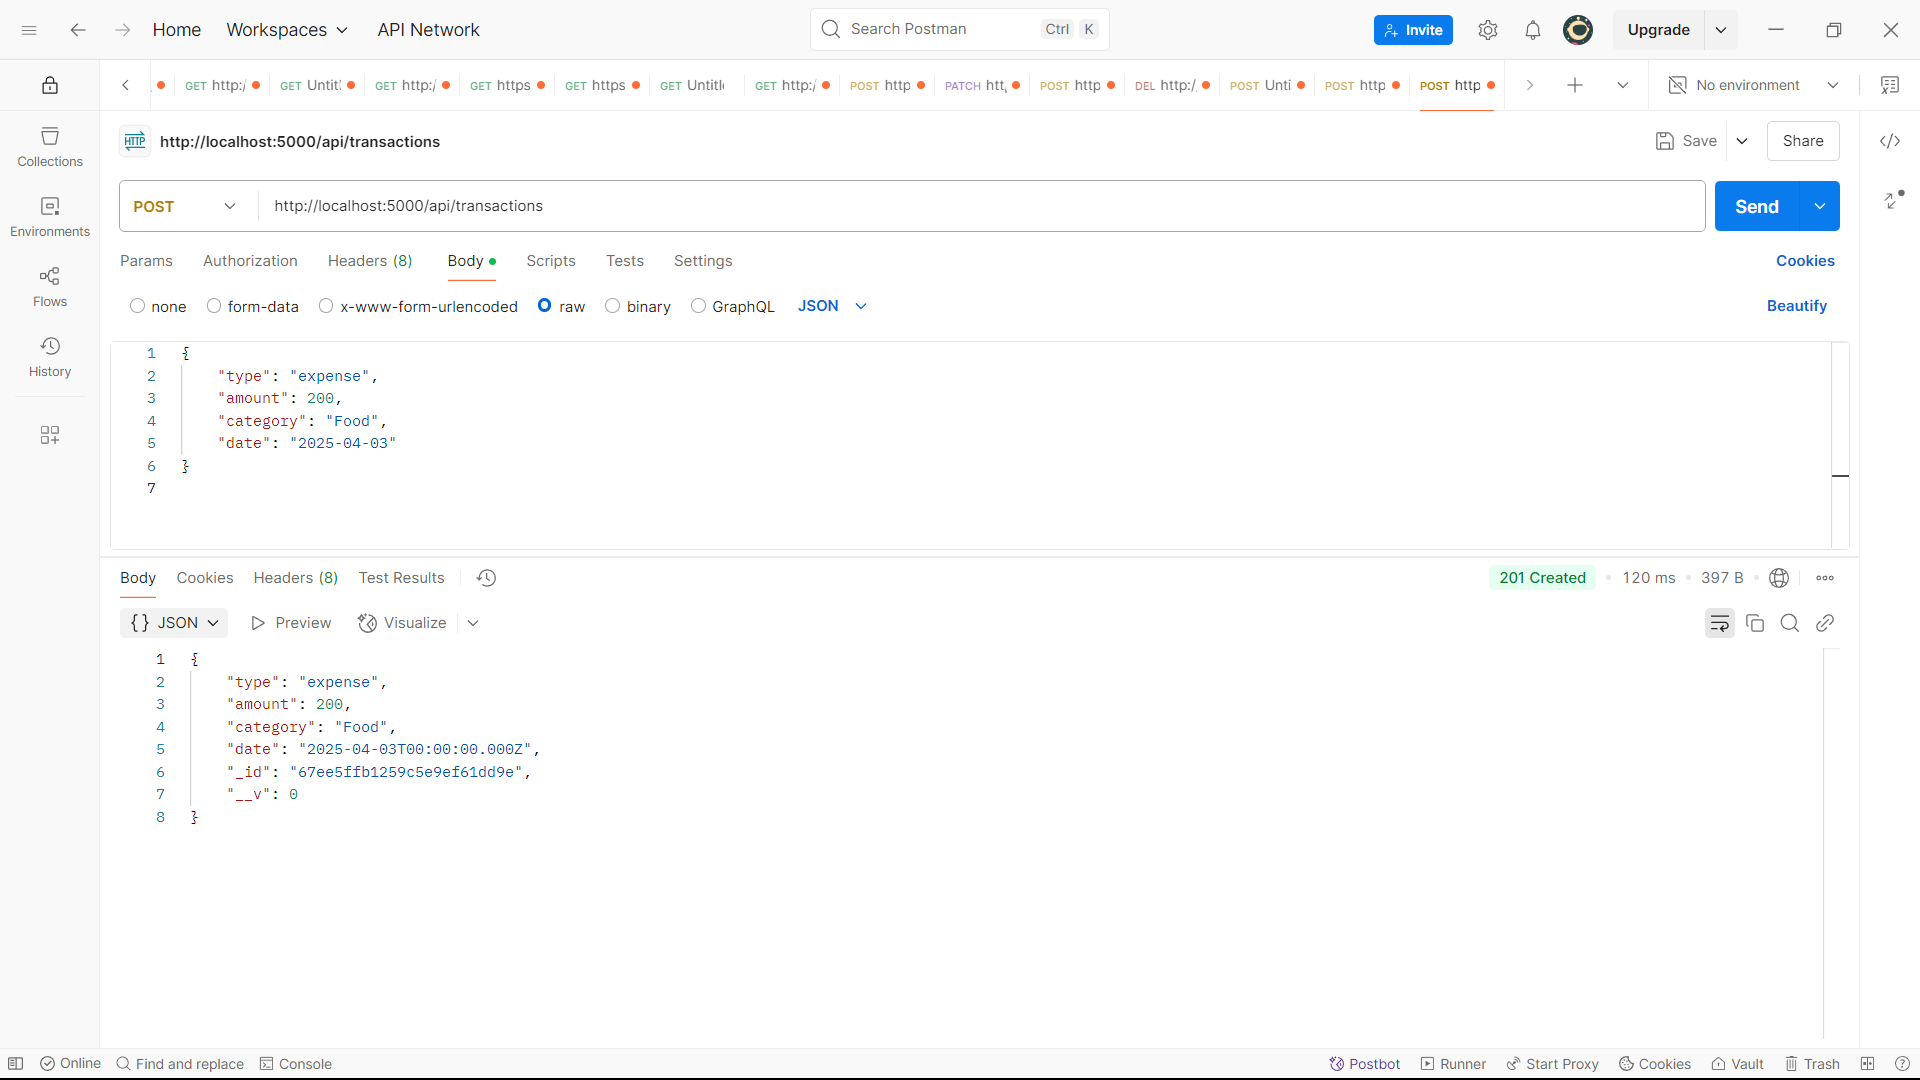 Home Workspaces API Network Search Postman Ctrl K Invite Upgrade
GET http:/ GET Untitl GET http:/ GET https GET https GET Untitle GET http:/ POST http PATCH htt POST http DEL http:/ POST Unti POST http POST http No environment
HTTP http://localhost:5000/api/transactions Save Share
POST http://localhost:5000/api/transactions Send
Params Authorization Headers (8) Body Scripts Tests Settings Cookies
none form-data x-www-form-urlencoded raw binary GraphQL JSON Beautify
Collections
Environments
Flows
History
1 {
2 "type": "expense",
3 "amount": 200,
4 "category": "Food",
5 "date": "2025-04-03"
6 }
7
Body Cookies Headers (8) Test Results 201 Created 120 ms 397 B
{} JSON Preview Visualize
1 {
2 "type": "expense",
3 "amount": 200,
4 "category": "Food",
5 "date": "2025-04-03T00:00:00.000Z",
6 "_id": "67ee5ffb1259c5e9ef61dd9e",
7 "__v": 0
8 }
Online Find and replace Console Postbot Runner Start Proxy Cookies Vault Trash